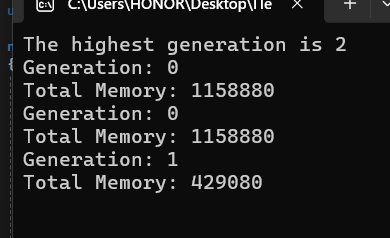 C:\Users\HONOR\Desktop\Пе
The highest generation is 2
Generation: 0
Total Memory: 1158880
Generation: 0
Total Memory: 1158880
Generation: 1
Total Memory: 429080